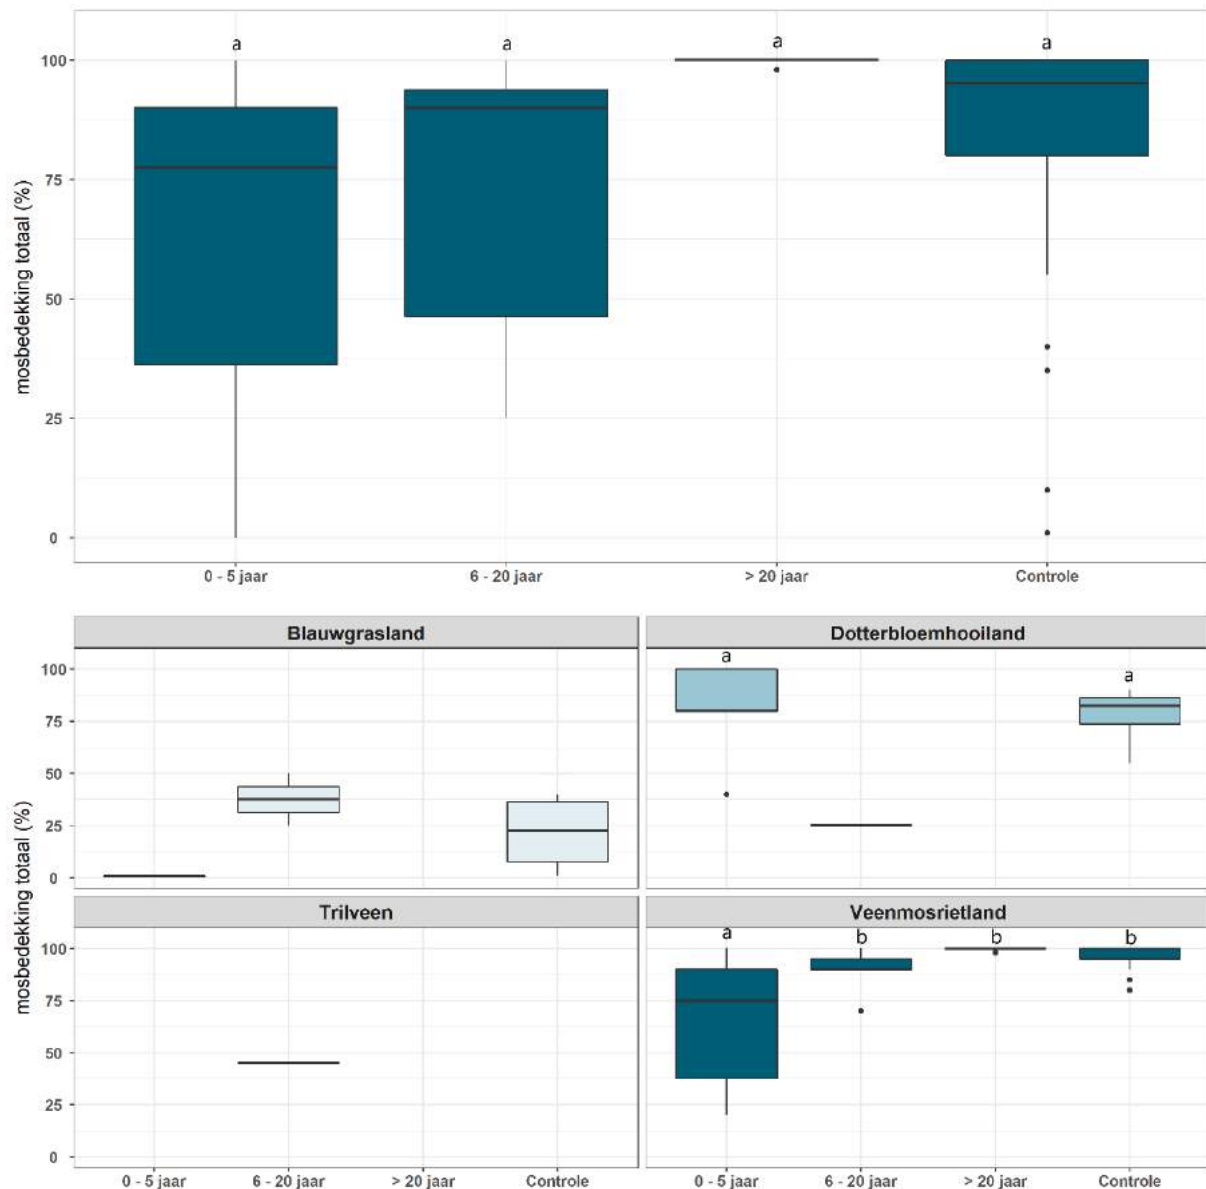 a a a a
mosbedekking totaal (%)
100
75
50
25
0
0 - 5 jaar 6 - 20 jaar > 20 jaar Controle
Blauwgrasland Dotterbloemhooiland
mosbedekking totaal (%)
100
75
50
25
0
a a
Trilveen Veenmosrietland
100
75
50
25
0
a b b b
0 - 5 jaar 6 - 20 jaar > 20 jaar Controle 0 - 5 jaar 6 - 20 jaar > 20 jaar Controle